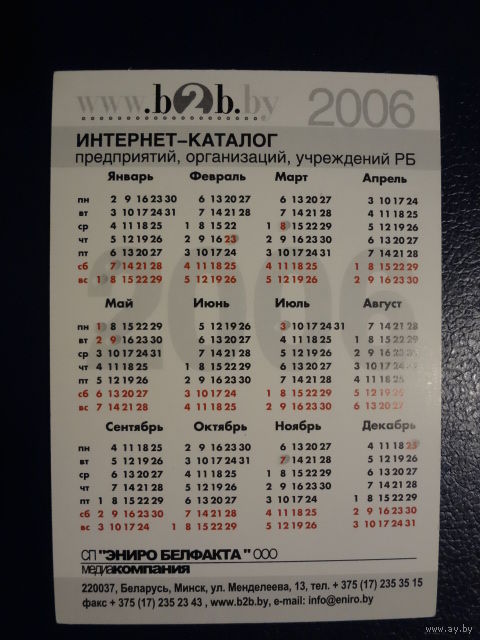 www.b2b.by 2006
ИНТЕРНЕТ-КАТАЛОГ
предприятий, организаций, учреждений РБ
Январь Февраль Март Апрель
пн 2 9 16 23 30 6 13 20 27 6 13 20 27 3 10 17 24
вт 3 10 17 24 31 7 14 21 28 7 14 21 28 4 11 18 25
ср 4 11 18 25 1 8 15 22 1 8 15 22 29 5 12 19 26
чт 5 12 19 26 2 9 16 23 2 9 16 23 30 6 13 20 27
пт 6 13 20 27 3 10 17 24 3 10 17 24 31 7 14 21 28
сб 7 14 21 28 4 11 18 25 4 11 18 25 1 8 15 22 29
вс 1 8 15 22 29 5 12 19 26 5 12 19 26 2 9 16 23 30
2006
Май Июнь Июль Август
пн 1 8 15 22 29 5 12 19 26 3 10 17 24 31 7 14 21 28
вт 2 9 16 23 30 6 13 20 27 4 11 18 25 1 8 15 22 29
ср 3 10 17 24 31 7 14 21 28 5 12 19 26 2 9 16 23 30
чт 4 11 18 25 1 8 15 22 29 6 13 20 27 3 10 17 24 31
пт 5 12 19 26 2 9 16 23 30 7 14 21 28 4 11 18 25
сб 6 13 20 27 3 10 17 24 1 8 15 22 29 5 12 19 26
вс 7 14 21 28 4 11 18 25 2 9 16 23 30 6 13 20 27
Сентябрь Октябрь Ноябрь Декабрь
пн 4 11 18 25 2 9 16 23 30 6 13 20 27 4 11 18 25
вт 5 12 19 26 3 10 17 24 31 7 14 21 28 5 12 19 26
ср 6 13 20 27 4 11 18 25 1 8 15 22 29 6 13 20 27
чт 7 14 21 28 5 12 19 26 2 9 16 23 30 7 14 21 28
пт 1 8 15 22 29 6 13 20 27 3 10 17 24 1 8 15 22 29
сб 2 9 16 23 30 7 14 21 28 4 11 18 25 2 9 16 23 30
вс 3 10 17 24 1 8 15 22 29 5 12 19 26 3 10 17 24 31
СП "ЭНИРО БЕЛФАКТА" ООО
медиакомпания
220037, Беларусь, Минск, ул. Менделеева, 13, тел. + 375 (17) 235 35 15
факс + 375 (17) 235 23 43 , www.b2b.by, e-mail: info@eniro.by
www.ay.by